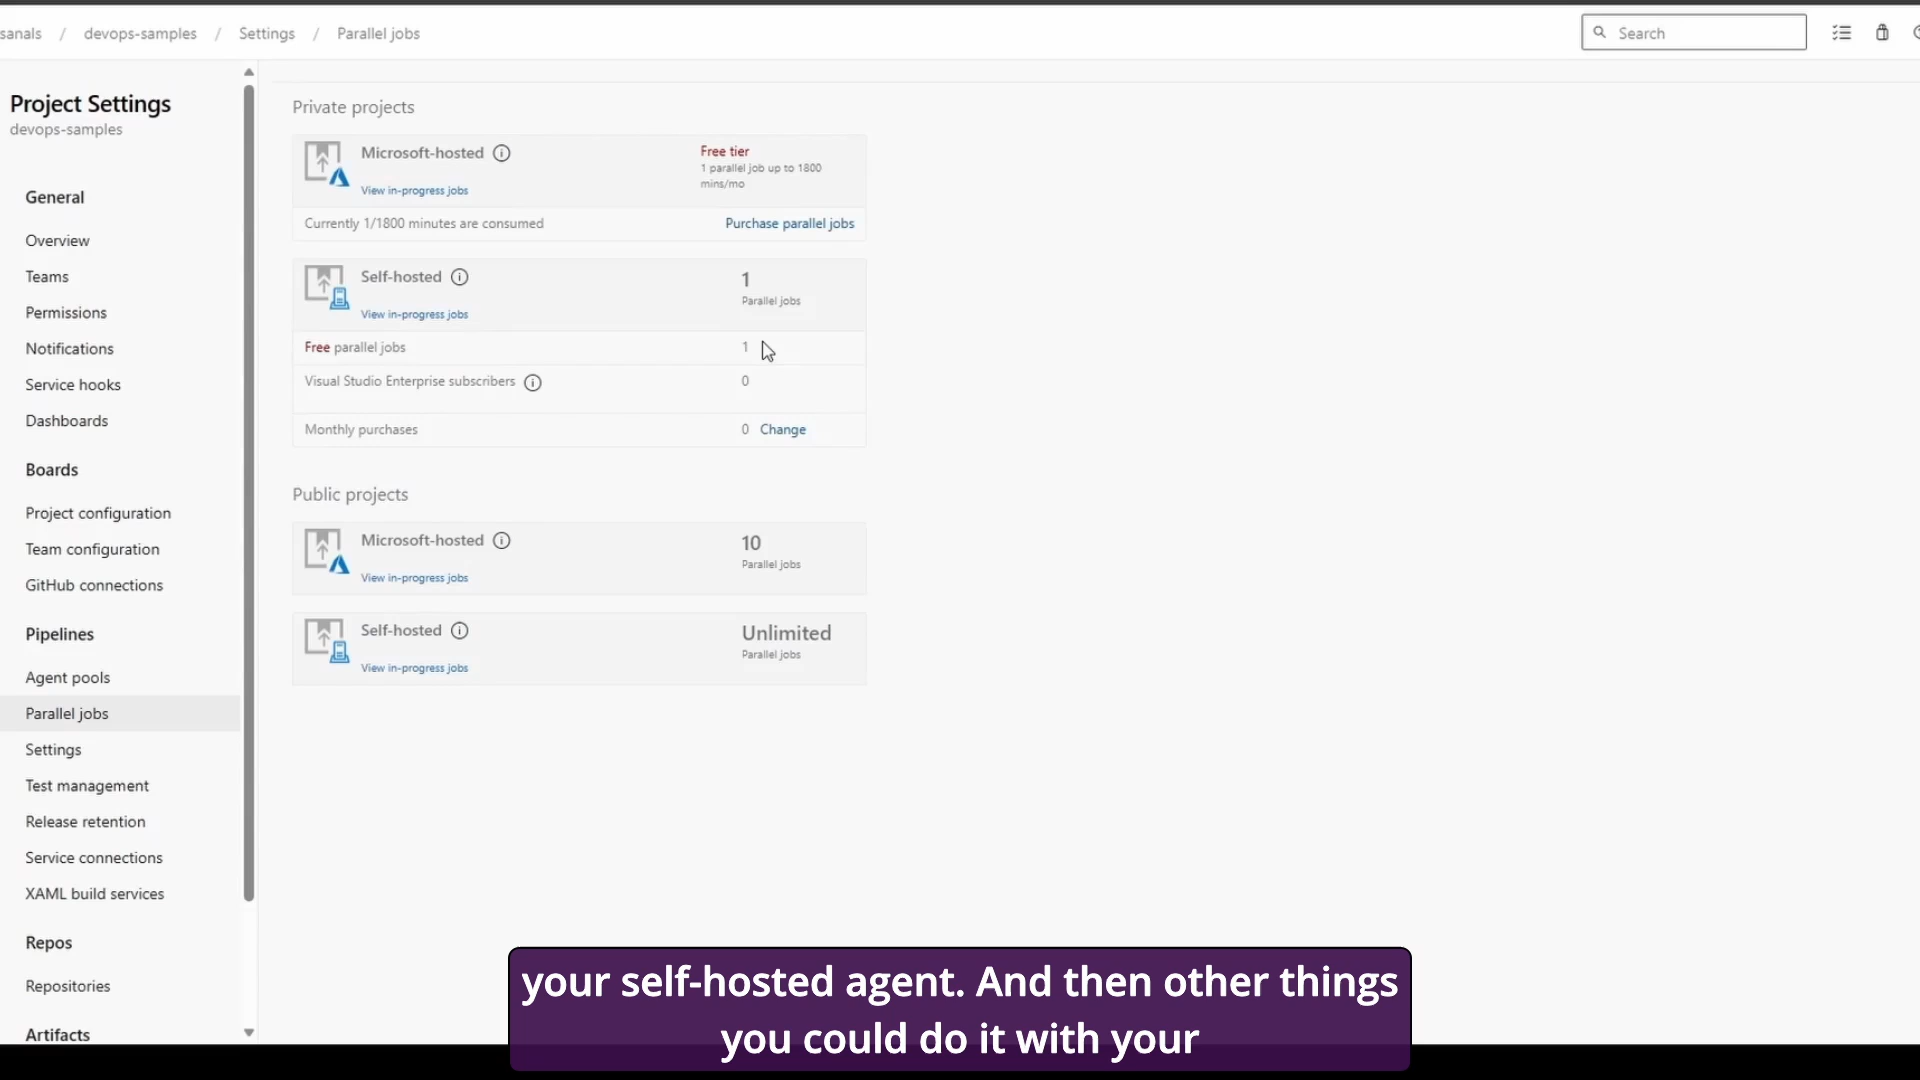 sanals / devops-samples / Settings / Parallel jobs
Search
Project Settings
devops-samples
General
Overview
Teams
Permissions
Notifications
Service hooks
Dashboards
Boards
Project configuration
Team configuration
GitHub connections
Pipelines
Agent pools
Parallel jobs
Settings
Test management
Release retention
Service connections
XAML build services
Repos
Repositories
Artifacts
Private projects
Microsoft-hosted
View in-progress jobs
Free tier
1 parallel job up to 1800
mins/mo
Currently 1/1800 minutes are consumed
Purchase parallel jobs
Self-hosted
View in-progress jobs
1
Parallel jobs
Free parallel jobs 1
Visual Studio Enterprise subscribers 0
Monthly purchases 0 Change
Public projects
Microsoft-hosted
View in-progress jobs
10
Parallel jobs
Self-hosted
View in-progress jobs
Unlimited
Parallel jobs
your self-hosted agent. And then other things
you could do it with your